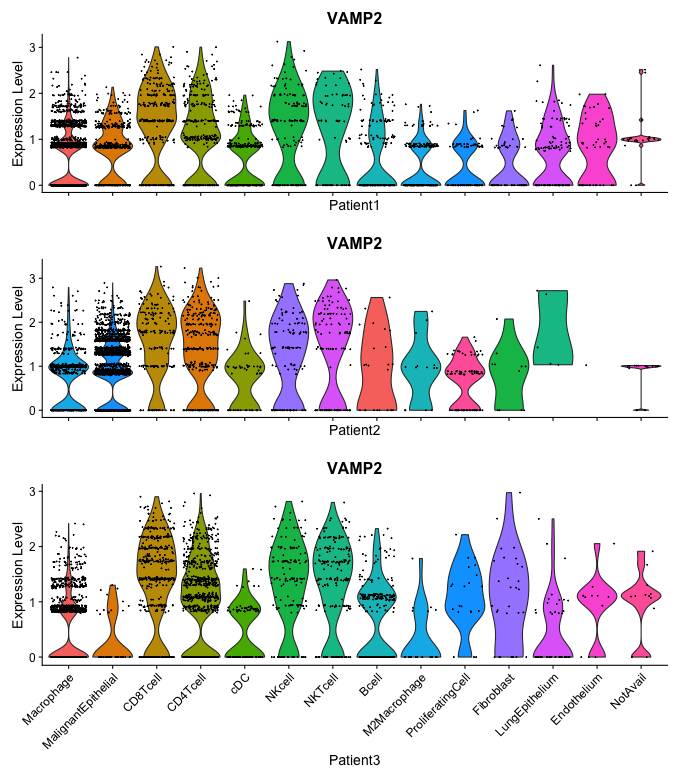 VAMP2
Expression Level
3
2
1
0
Patient1
VAMP2
Expression Level
3
2
1
0
Patient2
VAMP2
Expression Level
3
2
1
0
Macrophage
MalignantEpithelial
CD8Tcell
CD4Tcell
cDC
NKcell
NKTcell
Bcell
M2Macrophage
ProliferatingCell
Fibroblast
LungEpithelium
Endothelium
NotAvail
Patient3